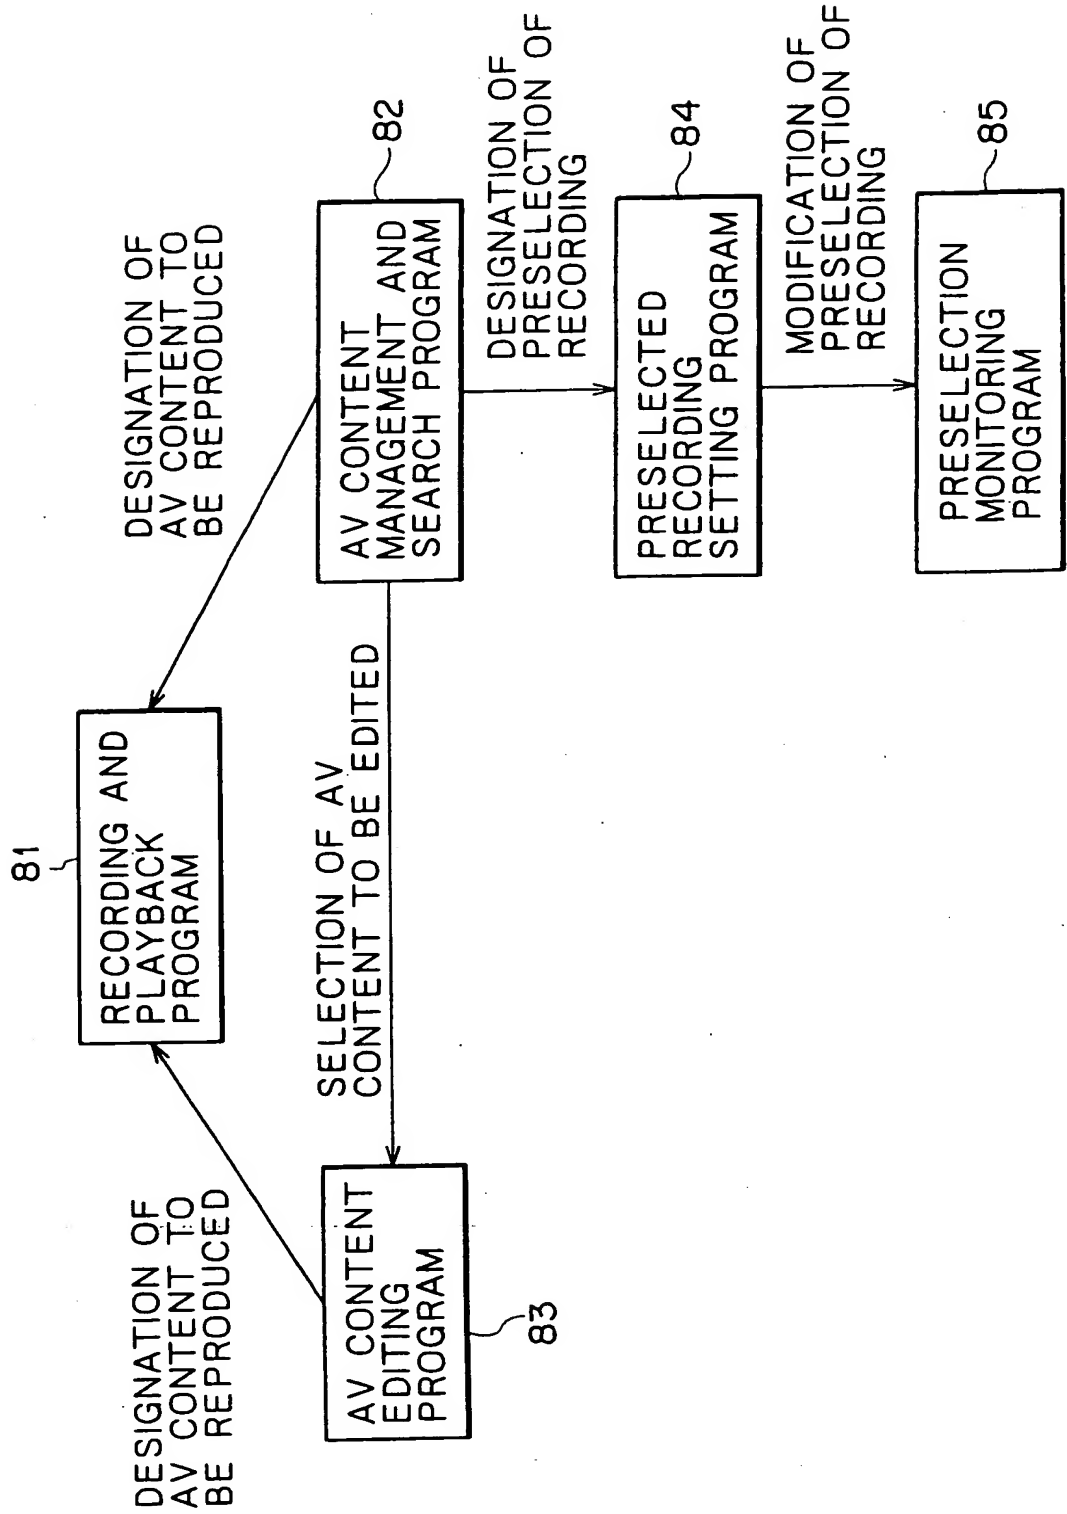 81
RECORDING AND
PLAYBACK
PROGRAM
DESIGNATION OF
AV CONTENT TO
BE REPRODUCED
DESIGNATION OF
AV CONTENT TO
BE REPRODUCED
AV CONTENT
EDITING
PROGRAM
83
SELECTION OF AV
CONTENT TO BE EDITED
AV CONTENT
MANAGEMENT AND
SEARCH PROGRAM
82
DESIGNATION OF
PRESELECTION OF
RECORDING
PRESELECTED
RECORDING
SETTING PROGRAM
84
MODIFICATION OF
PRESELECTION OF
RECORDING
PRESELECTION
MONITORING
PROGRAM
85